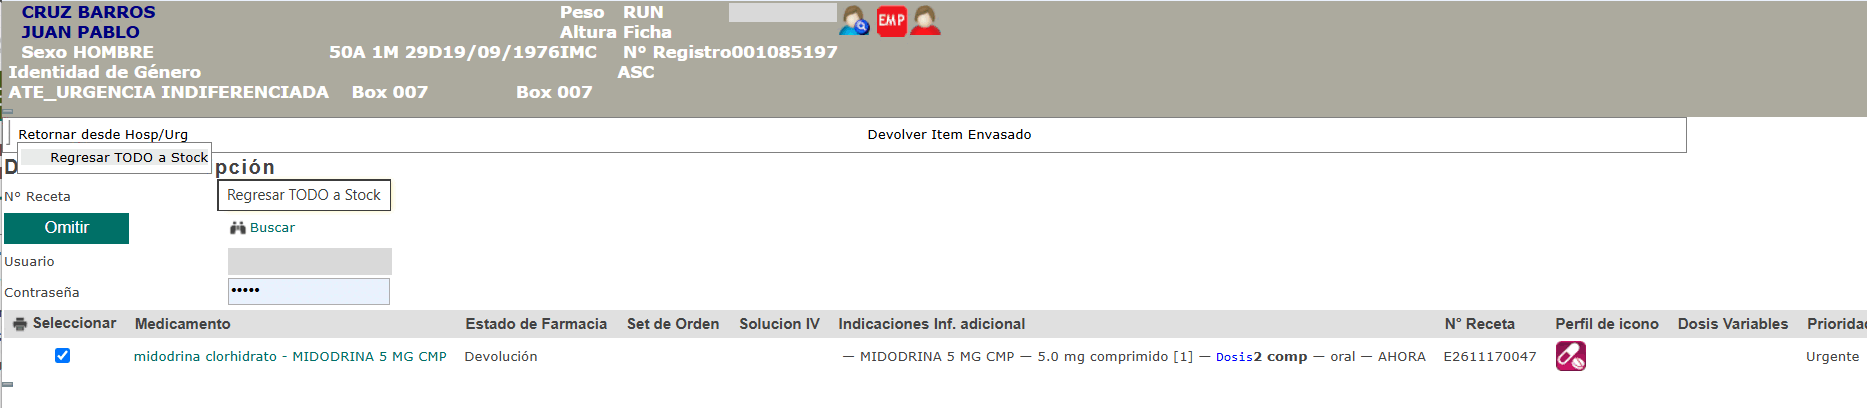 CRUZ BARROS Peso RUN
JUAN PABLO Altura Ficha
Sexo HOMBRE 50A 1M 29D19/09/1976IMC N° Registro001085197
Identidad de Género ASC
ATE_URGENCIA INDIFERENCIADA Box 007 Box 007
EMP
Retornar desde Hosp/Urg Devolver Item Envasado
Regresar TODO a Stock
D pción
N° Receta Regresar TODO a Stock
Omitir Buscar
Usuario
Contraseña •••••
Seleccionar Medicamento Estado de Farmacia Set de Orden Solucion IV Indicaciones Inf. adicional N° Receta Perfil de icono Dosis Variables Prioridad
midodrina clorhidrato - MIDODRINA 5 MG CMP Devolución — MIDODRINA 5 MG CMP — 5.0 mg comprimido [1] — Dosis2 comp — oral — AHORA E2611170047 Urgente